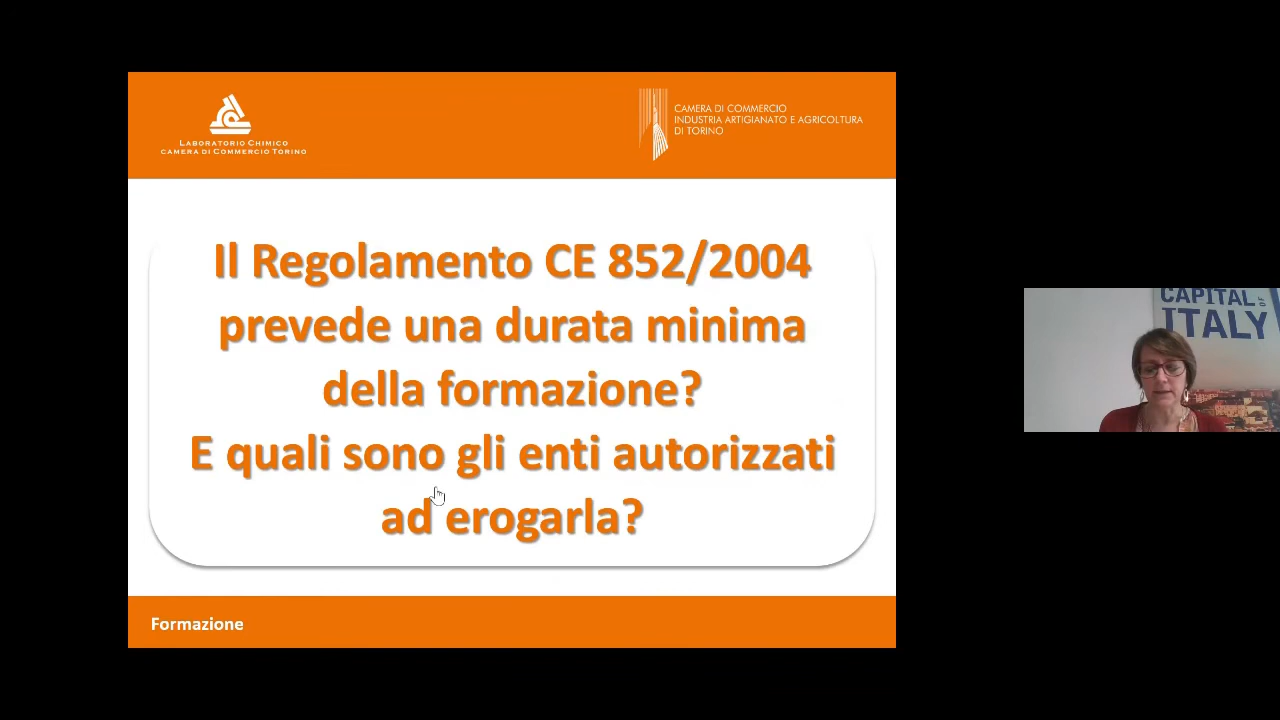 LABORATORIO CHIMICO
CAMERA DI COMMERCIO TORINO
CAMERA DI COMMERCIO
INDUSTRIA ARTIGIANATO E AGRICOLTURA
DI TORINO
Il Regolamento CE 852/2004
prevede una durata minima
della formazione?
E quali sono gli enti autorizzati
ad erogarla?
Formazione
CAPITAL
OF
ITALY